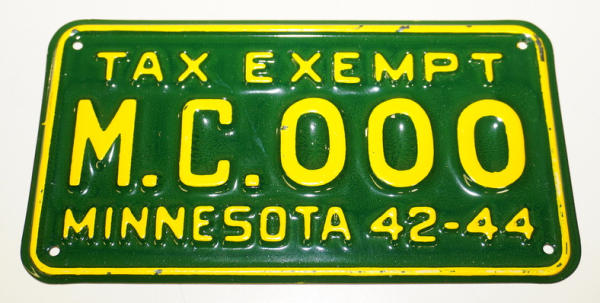 TAX EXEMPT
M.C.000
MINNESOTA 42-44